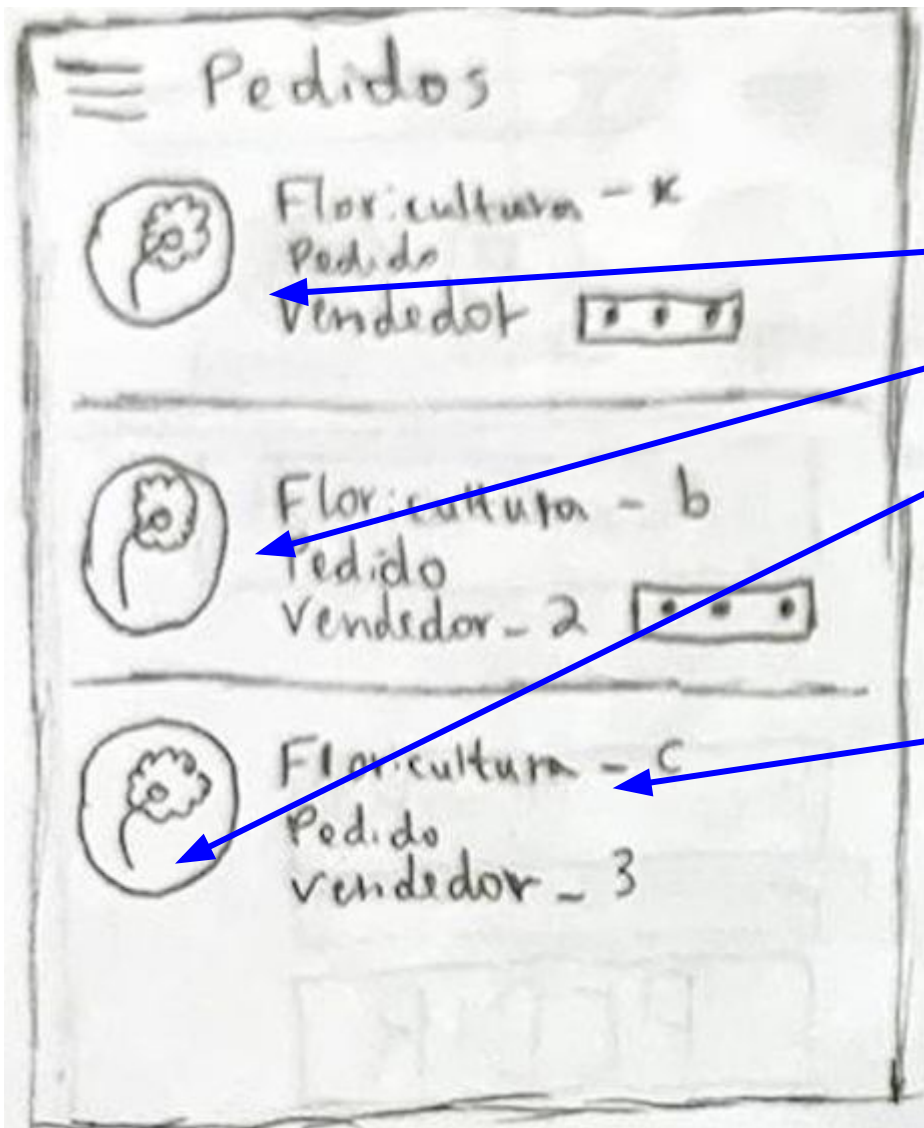 Pedidos
Floricultura - K
Pedido
Vendedor
Floricultura - b
Pedido
Vendedor - 2
Floricultura - C
Pedido
vendedor - 3